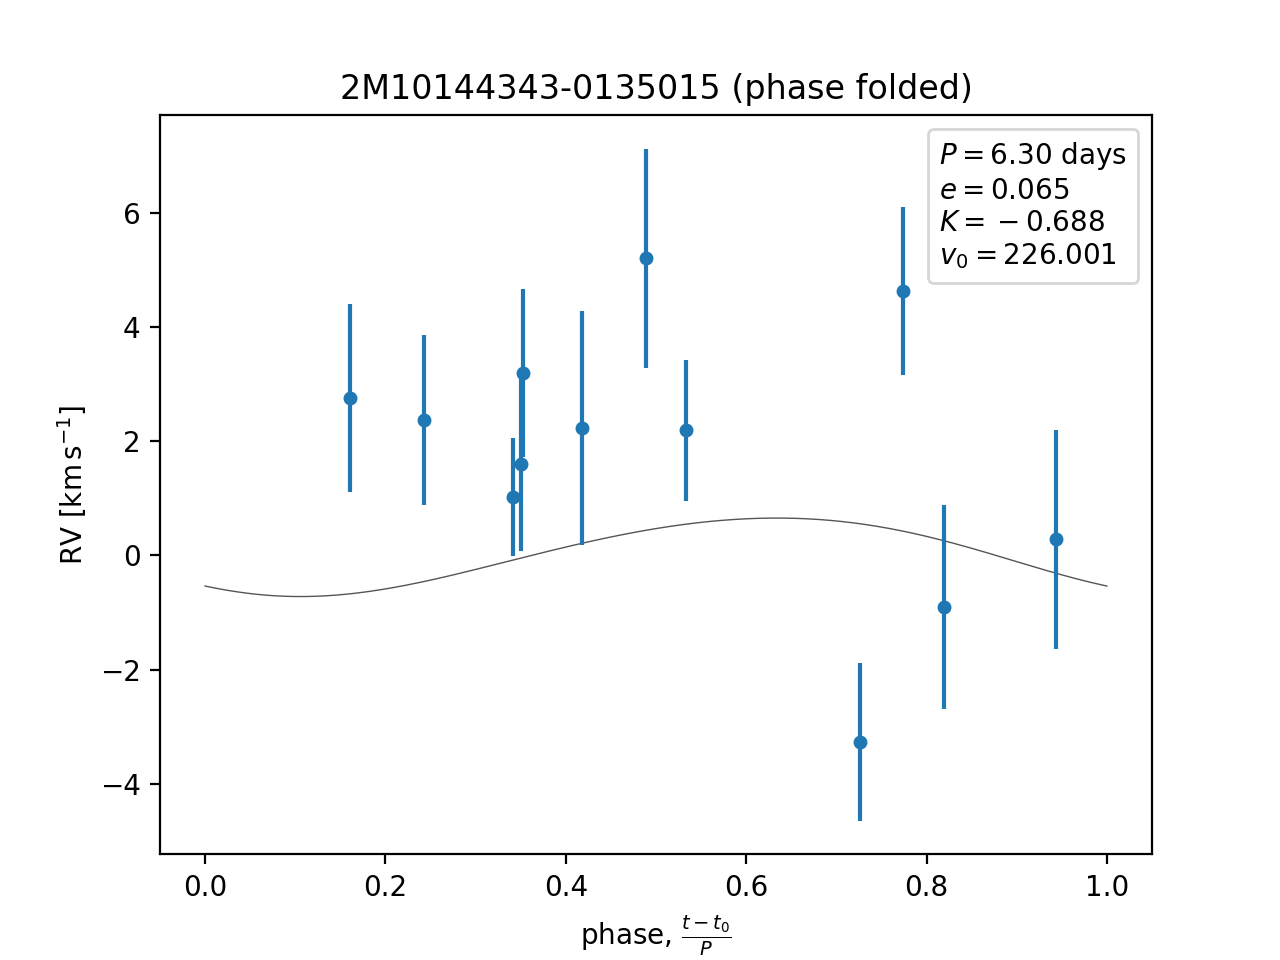 2M10144343-0135015 (phase folded)
P = 6.30 days
e = 0.065
K = −0.688
v₀ = 226.001
RV [km s⁻¹]
6
4
2
0
−2
−4
0.0 0.2 0.4 0.6 0.8 1.0
phase, (t − t₀)/P